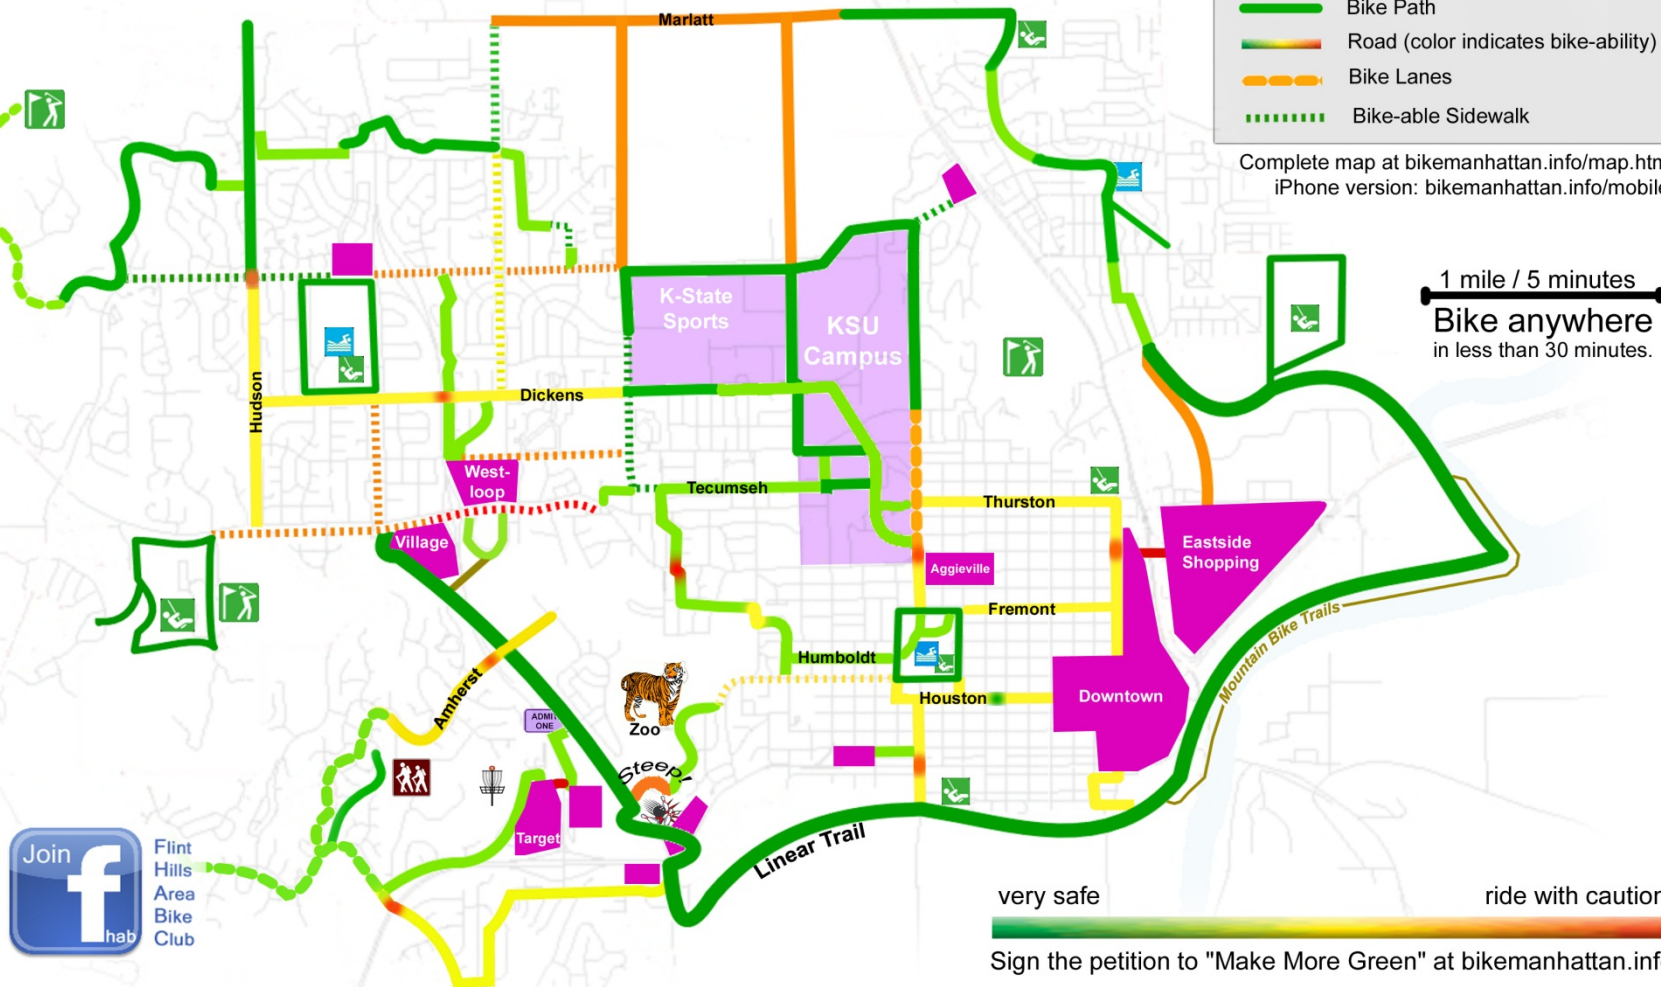 Marlatt
Bike Path
Road (color indicates bike-ability)
Bike Lanes
Bike-able Sidewalk
Complete map at bikemanhattan.info/map.htm
iPhone version: bikemanhattan.info/mobile
1 mile / 5 minutes
Bike anywhere
in less than 30 minutes.
K-State
Sports
KSU
Campus
Hudson
Dickens
West-
loop
Tecumseh
Thurston
Village
Eastside
Shopping
Aggieville
Fremont
Mountain Bike Trails
Humboldt
Amherst
Houston
Downtown
ADMIT
ONE
Zoo
Steep!
Target
Linear Trail
Join
f
hab
Flint
Hills
Area
Bike
Club
very safe
ride with caution
Sign the petition to "Make More Green" at bikemanhattan.inf